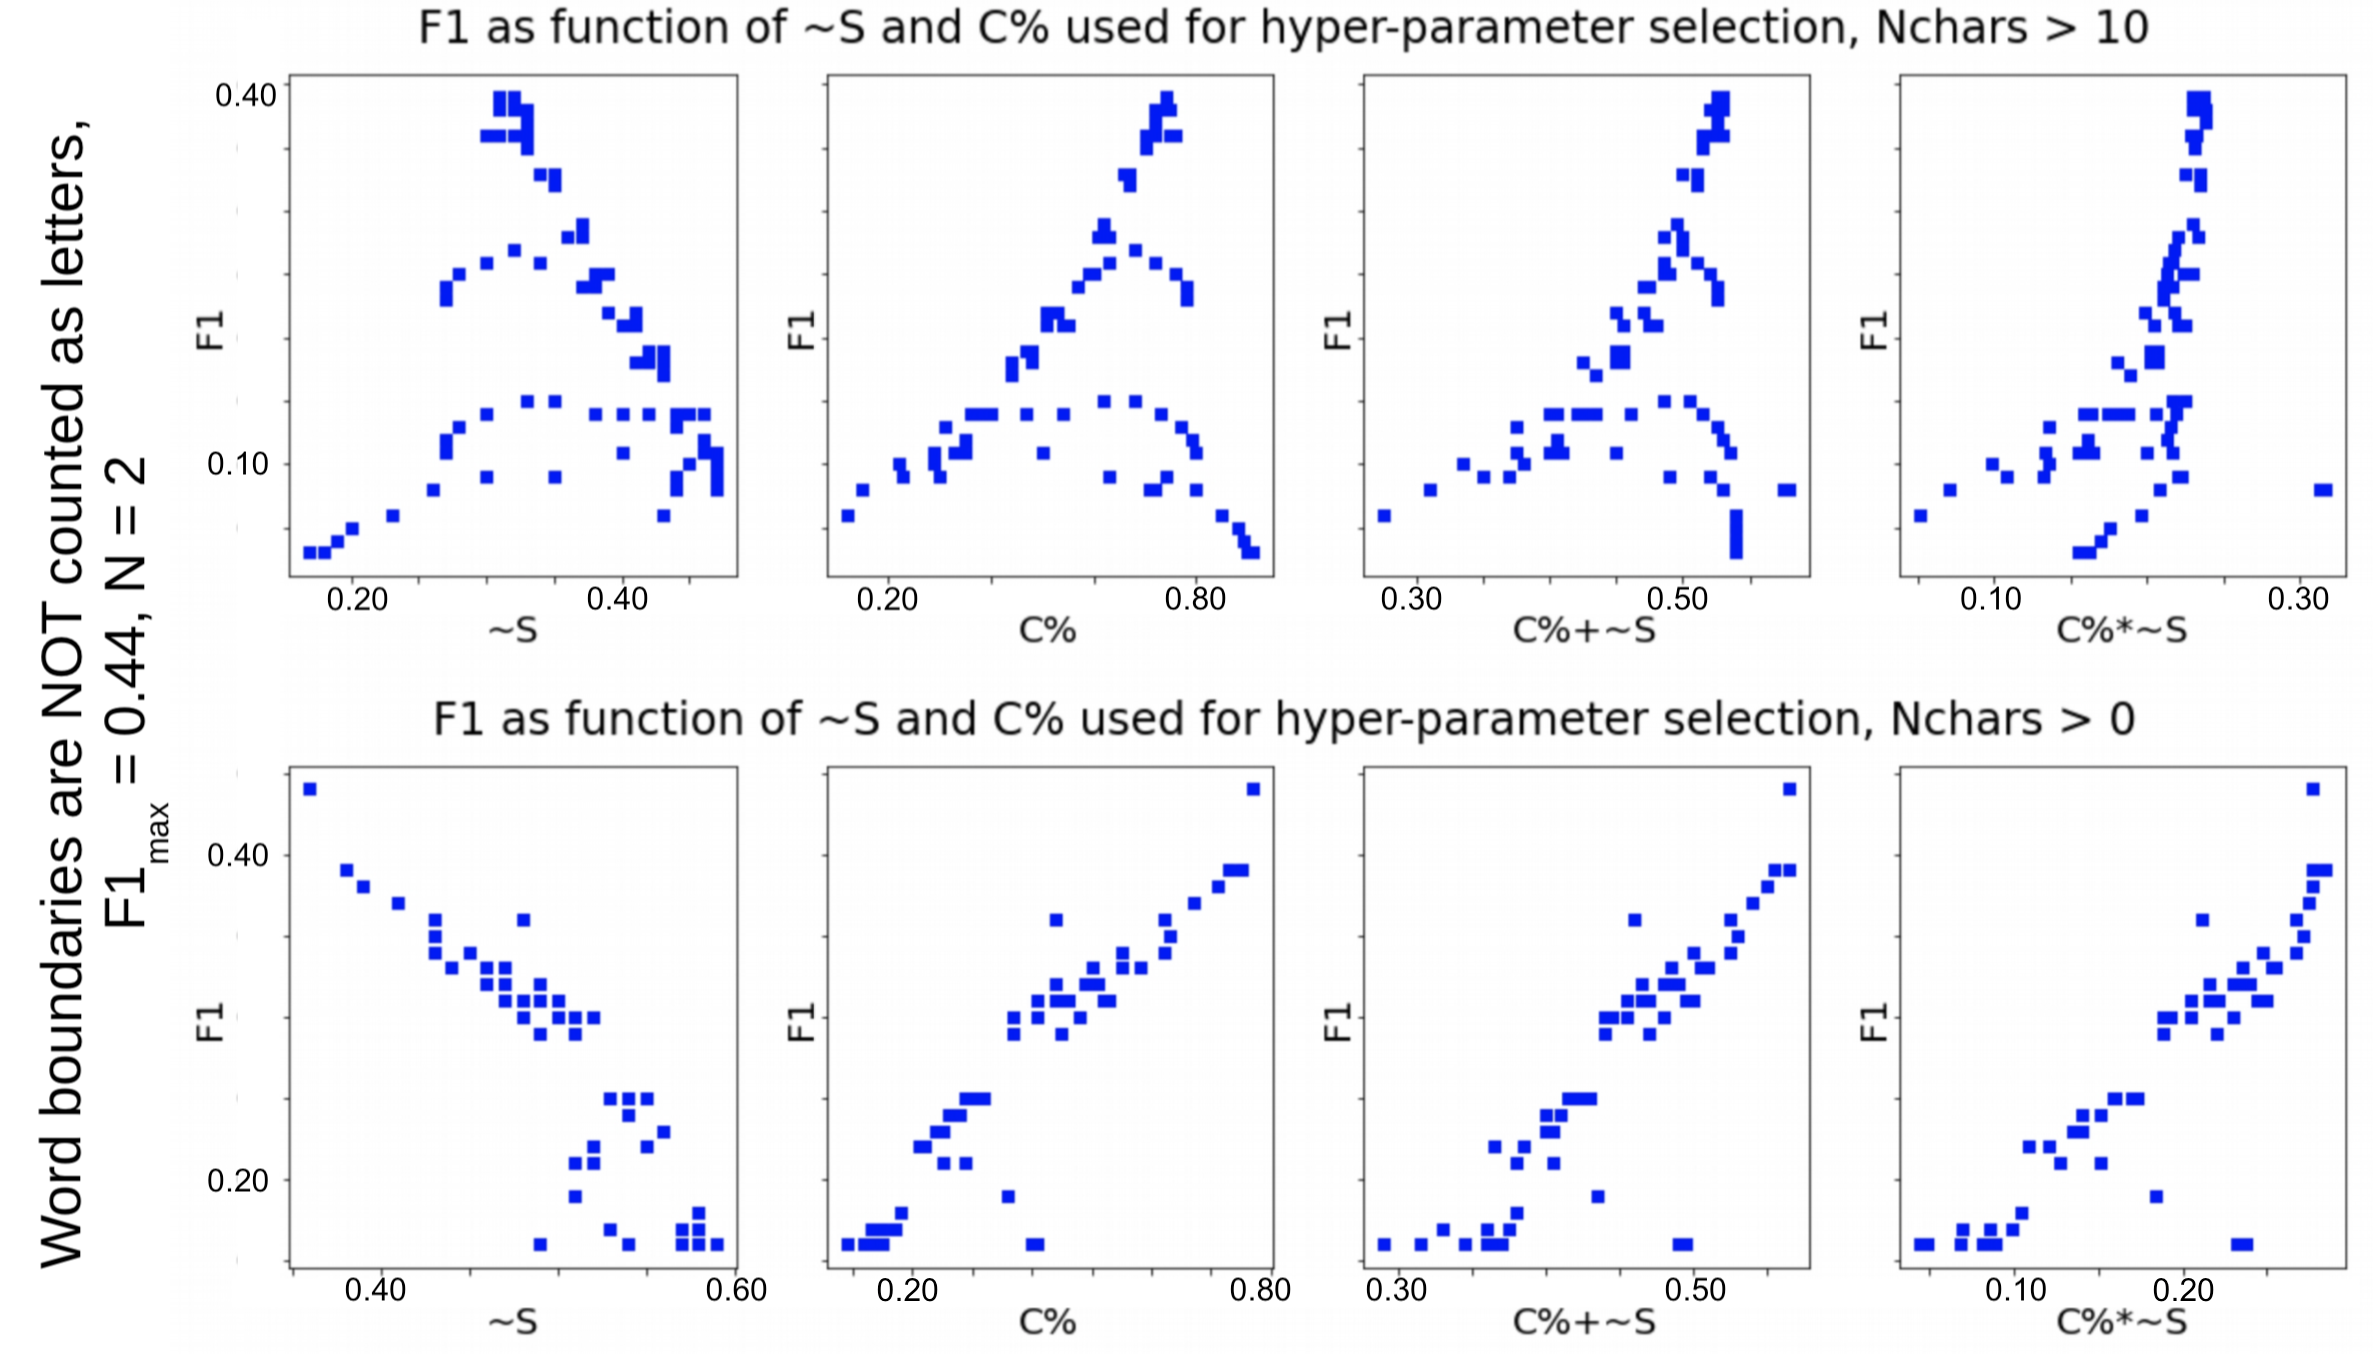 Word boundaries are NOT counted as letters,
F1max = 0.44, N = 2
F1 as function of ~S and C% used for hyper-parameter selection, Nchars > 10
0.40
0.10
F1
F1
F1
F1
0.20 0.40
0.20 0.80
0.30 0.50
0.10 0.30
~S
C%
C%+~S
C%*~S
F1 as function of ~S and C% used for hyper-parameter selection, Nchars > 0
0.40
0.20
F1
F1
F1
F1
0.40 0.60
0.20 0.80
0.30 0.50
0.10 0.20
~S
C%
C%+~S
C%*~S